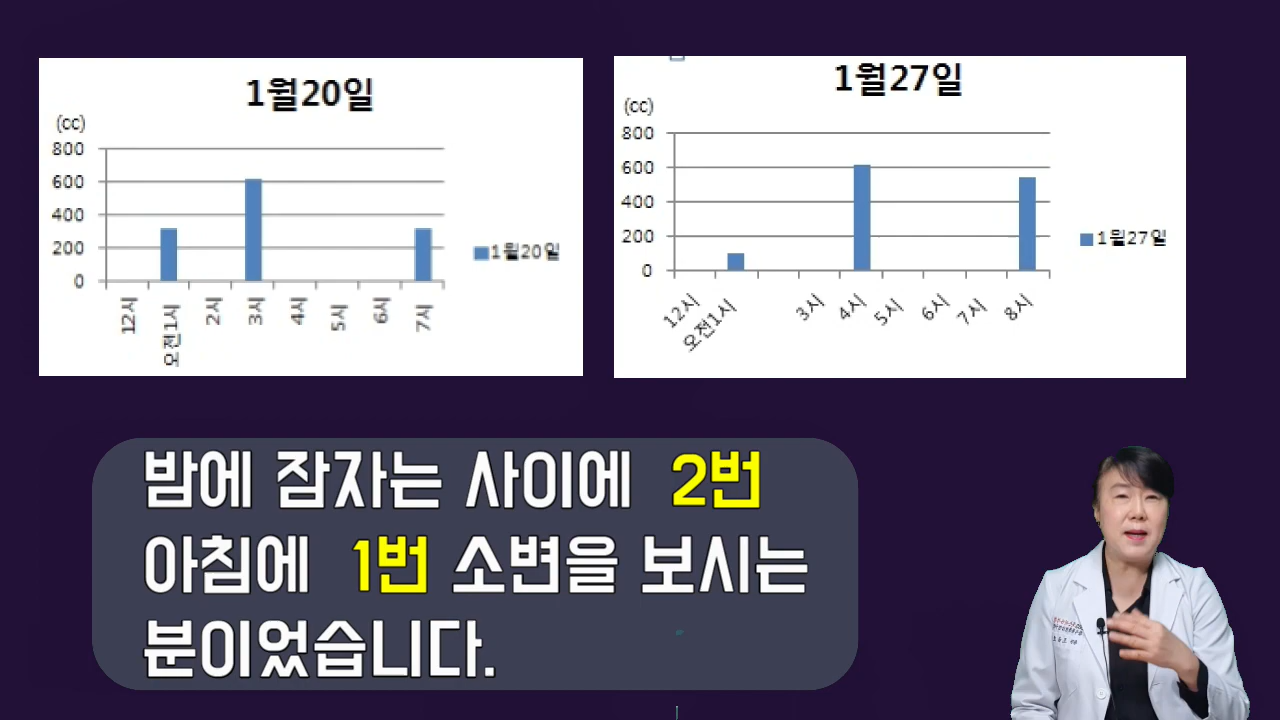 1월20일
(cc)
800
600
400
200
0
12시
오전1시
2시
3시
4시
5시
6시
7시
1월20일
1월27일
(cc)
800
600
400
200
0
12시
오전1시
3시
4시
5시
6시
7시
8시
1월27일
밤에 잠자는 사이에 2번
아침에 1번 소변을 보시는
분이었습니다.